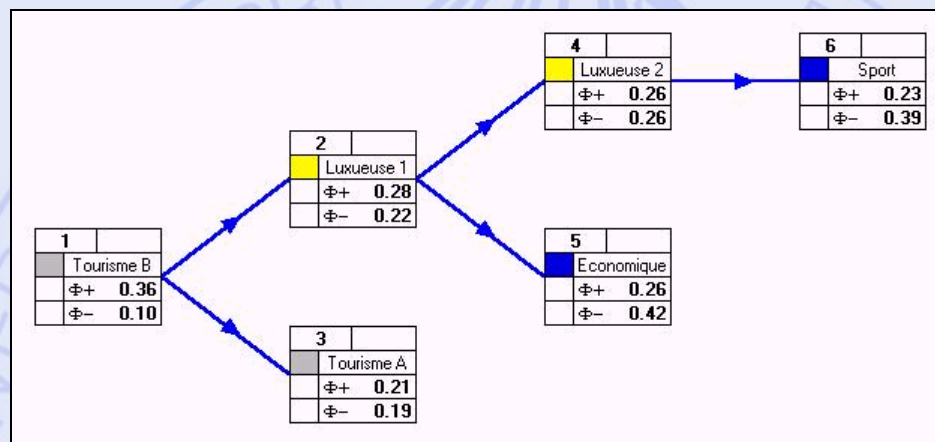 1
Tourisme B
Φ+ 0.36
Φ− 0.10
2
Luxueuse 1
Φ+ 0.28
Φ− 0.22
3
Tourisme A
Φ+ 0.21
Φ− 0.19
4
Luxueuse 2
Φ+ 0.26
Φ− 0.26
5
Economique
Φ+ 0.26
Φ− 0.42
6
Sport
Φ+ 0.23
Φ− 0.39